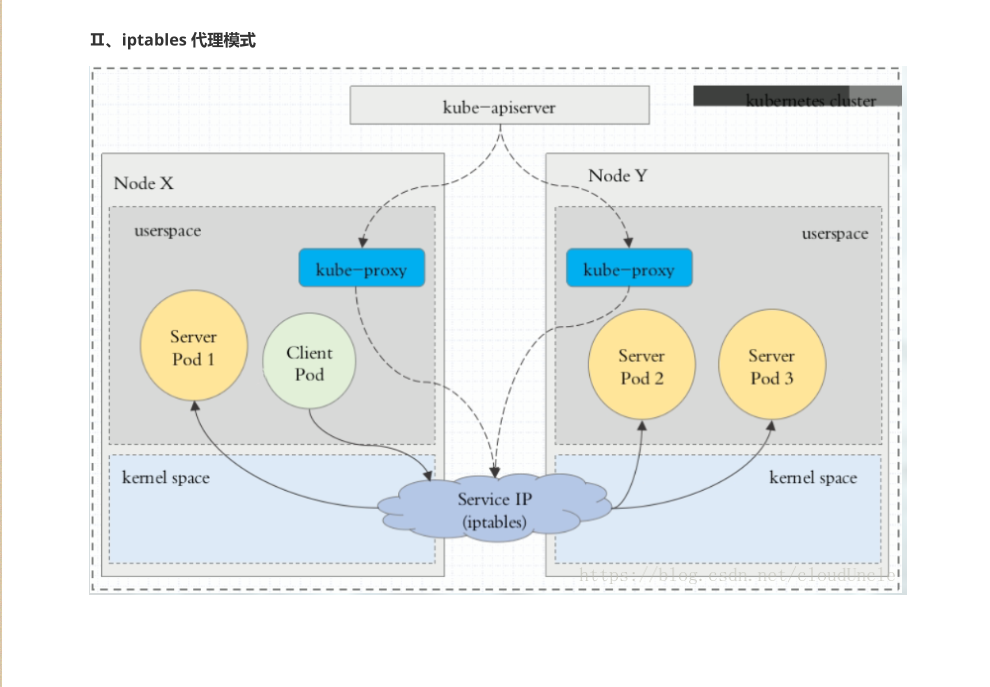 Ⅱ、iptables 代理模式
kube-apiserver
kubernetes cluster
Node X
Node Y
userspace
userspace
kube-proxy
kube-proxy
Server
Pod 1
Client
Pod
Server
Pod 2
Server
Pod 3
kernel space
kernel space
Service IP
(iptables)
https://blog.csdn.net/cloudUncle